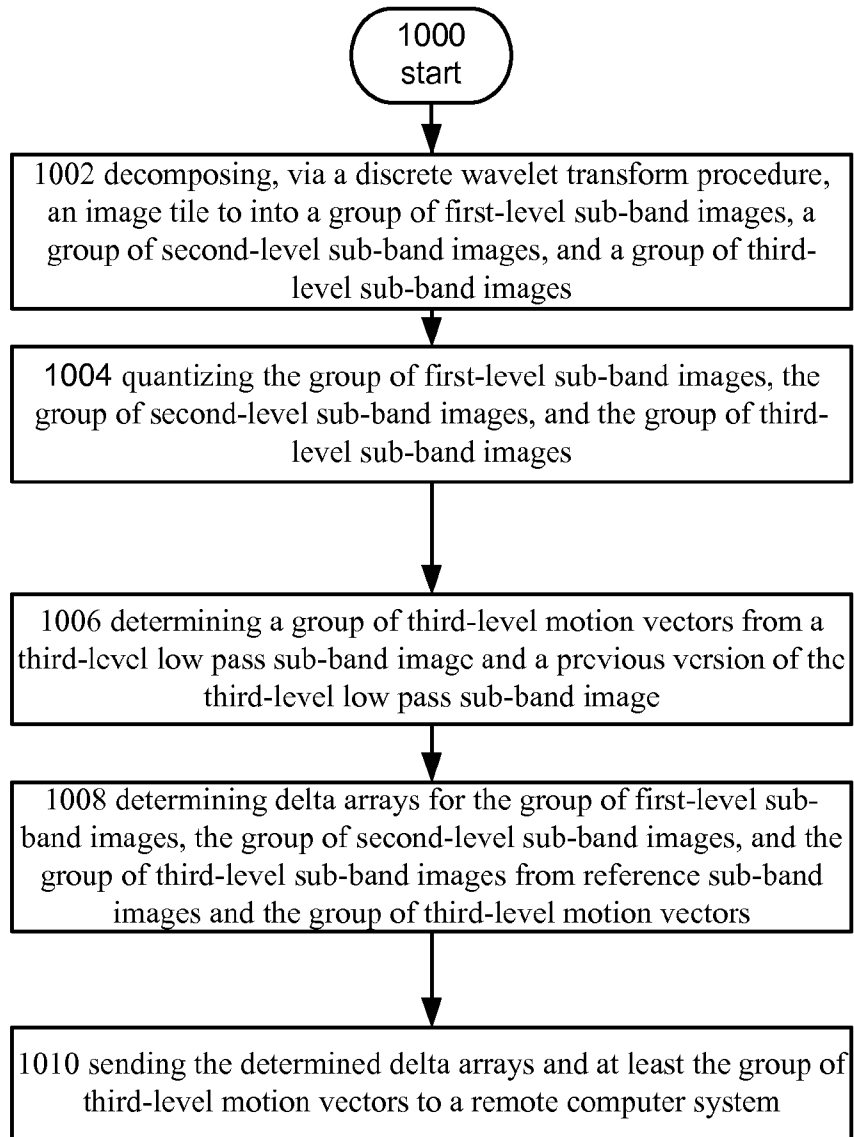 1000
start
1002 decomposing, via a discrete wavelet transform procedure,
an image tile to into a group of first-level sub-band images, a
group of second-level sub-band images, and a group of third-
level sub-band images
1004 quantizing the group of first-level sub-band images, the
group of second-level sub-band images, and the group of third-
level sub-band images
1006 determining a group of third-level motion vectors from a
third-level low pass sub-band image and a previous version of the
third-level low pass sub-band image
1008 determining delta arrays for the group of first-level sub-
band images, the group of second-level sub-band images, and the
group of third-level sub-band images from reference sub-band
images and the group of third-level motion vectors
1010 sending the determined delta arrays and at least the group of
third-level motion vectors to a remote computer system